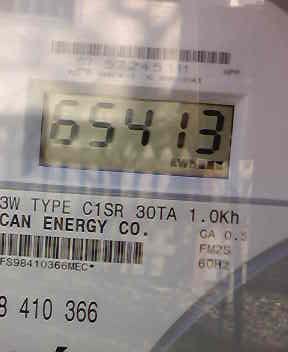 65413
KWH
3W TYPE C1SR 30TA 1.0Kh
CAN ENERGY CO.
CA 0.5
FM2S
60HZ
FS98410366MEC*
8 410 366